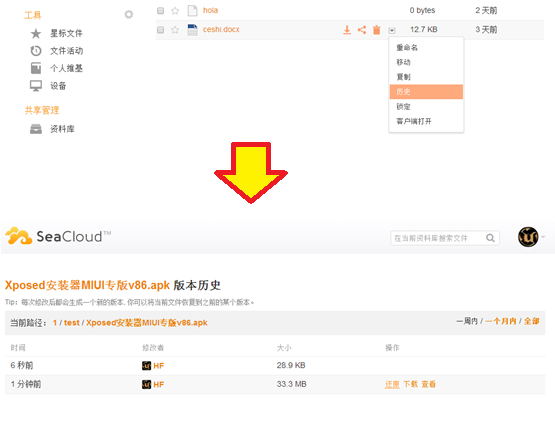 工具
星标文件
文件活动
个人维基
设备
共享管理
资料库
hola 0 bytes 2 天前
ceshi.docx 12.7 KB 3 天前
重命名
移动
复制
历史
锁定
客户端打开
SeaCloud™
在当前资料库搜索文件
Xposed安装器MIUI专版v86.apk 版本历史
Tip: 每次修改后都会生成一个新的版本, 你可以将当前文件恢复到之前的某个版本。
当前路径: 1 / test / Xposed安装器MIUI专版v86.apk 一周内 / 一个月内 / 全部
时间 修改者 大小 操作
6 秒前 HF 28.9 KB
1 分钟前 HF 33.3 MB 还原 下载 查看